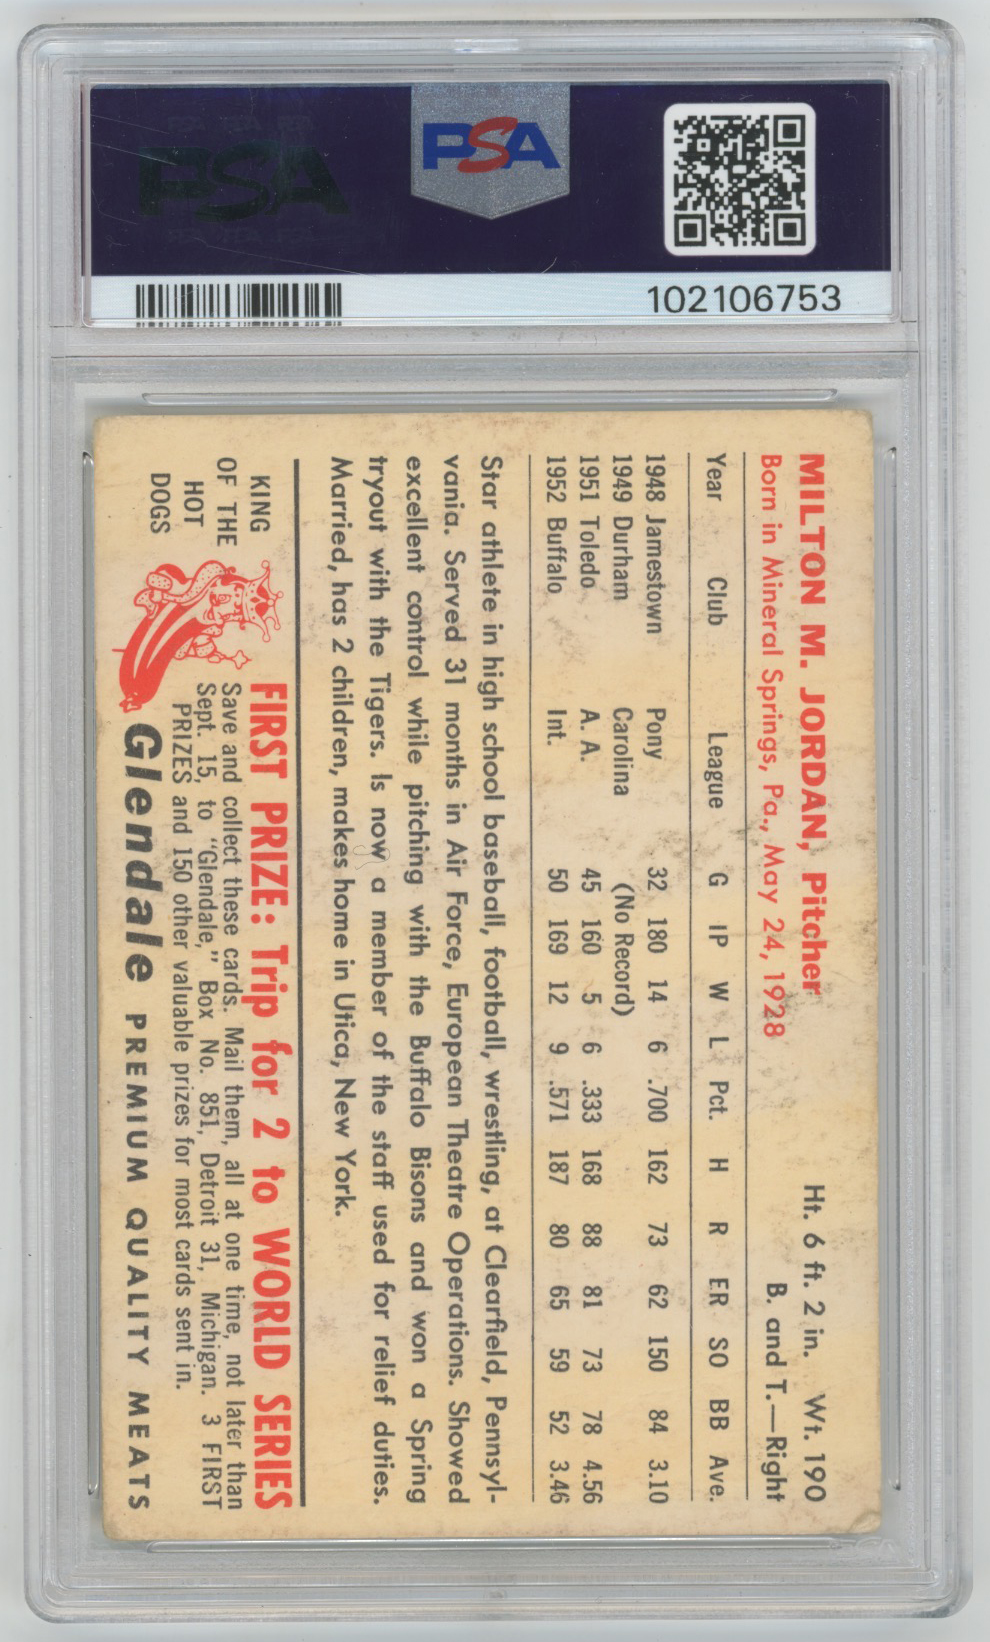 PSA
PSA
102106753
MILTON M. JORDAN, Pitcher Ht. 6 ft. 2 in. Wt. 190
Born in Mineral Springs, Pa., May 24, 1928 B. and T.—Right
Year Club League G IP W L Pct. H R ER SO BB Ave.
1948 Jamestown Pony 32 180 14 6 .700 162 73 62 150 84 3.10
1949 Durham Carolina (No Record)
1951 Toledo A. A. 45 160 5 6 .333 168 88 81 73 78 4.56
1952 Buffalo Int. 50 169 12 9 .571 187 80 65 59 52 3.46
Star athlete in high school baseball, football, wrestling, at Clearfield, Pennsyl-
vania. Served 31 months in Air Force, European Theatre Operations. Showed
excellent control while pitching with the Buffalo Bisons and won a Spring
tryout with the Tigers. Is now a member of the staff used for relief duties.
Married, has 2 children, makes home in Utica, New York.
KING
OF THE
HOT
DOGS
FIRST PRIZE: Trip for 2 to WORLD SERIES
Save and collect these cards. Mail them, all at one time, not later than
Sept. 15, to "Glendale," Box No. 851, Detroit 31, Michigan. 3 FIRST
PRIZES and 150 other valuable prizes for most cards sent in.
Glendale PREMIUM QUALITY MEATS